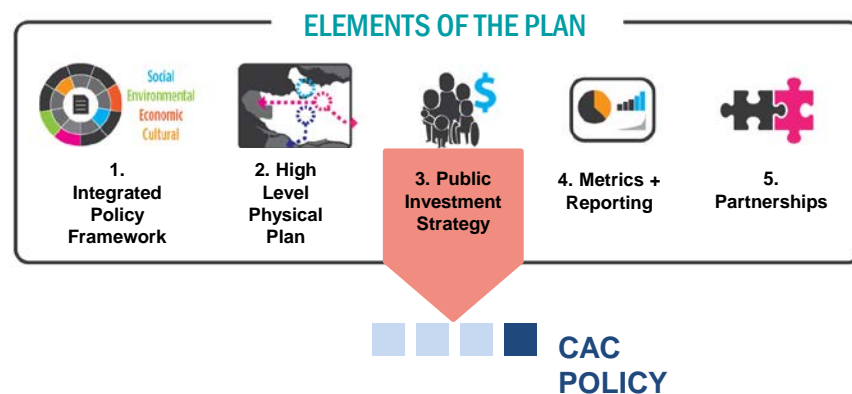 ELEMENTS OF THE PLAN
Social
Environmental
Economic
Cultural
$
1.
Integrated
Policy
Framework
2. High
Level
Physical
Plan
3. Public
Investment
Strategy
4. Metrics +
Reporting
5.
Partnerships
CAC
POLICY